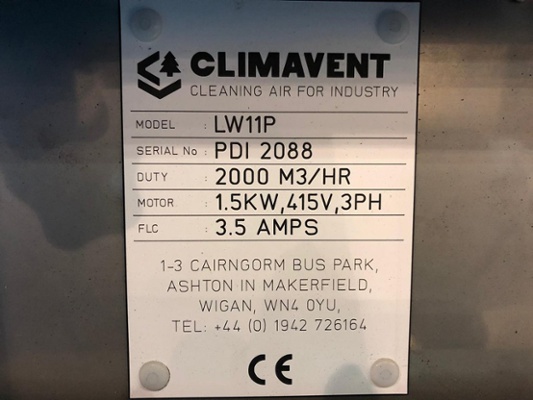 CLIMAVENT
CLEANING AIR FOR INDUSTRY
MODEL : LW11P
SERIAL No : PDI 2088
DUTY : 2000 M3/HR
MOTOR : 1.5KW,415V,3PH
FLC : 3.5 AMPS
1-3 CAIRNGORM BUS PARK,
ASHTON IN MAKERFIELD,
WIGAN, WN4 0YU,
TEL: +44 (0) 1942 726164
CE